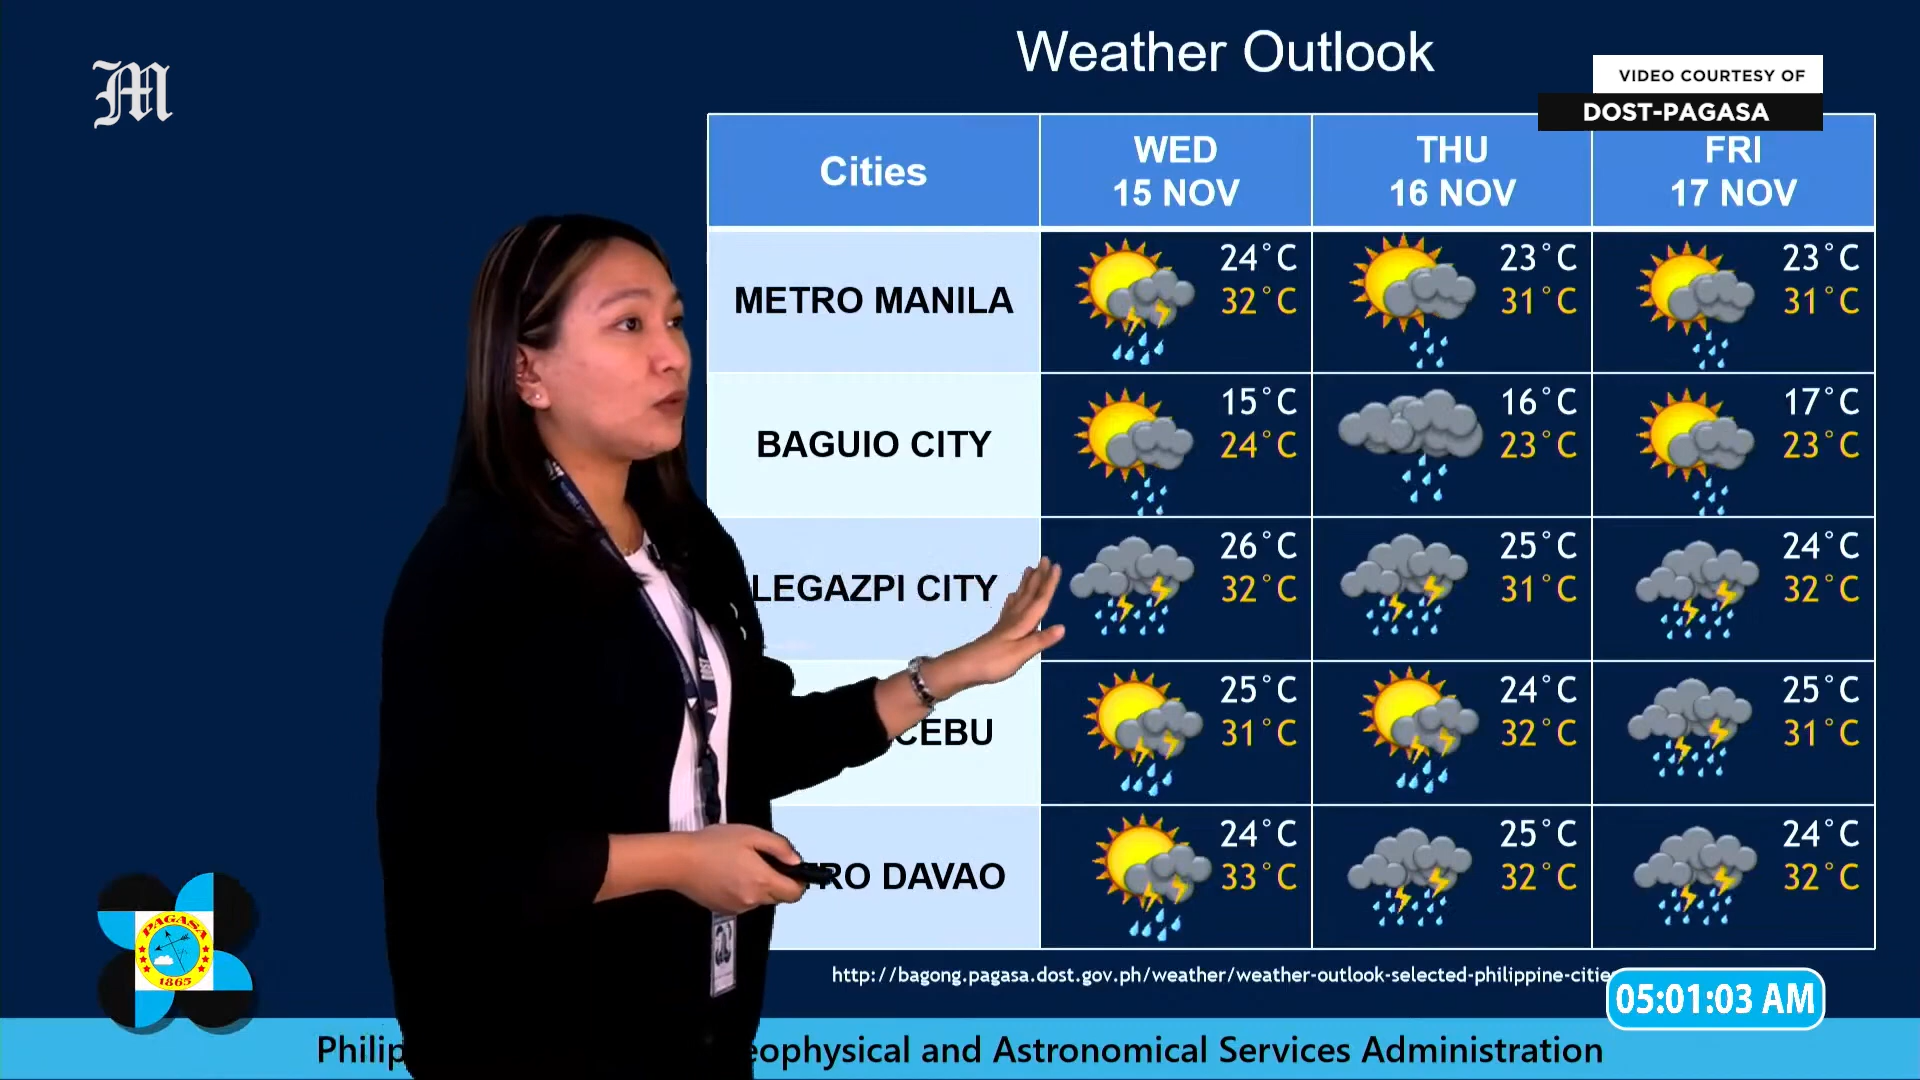 M
Weather Outlook
VIDEO COURTESY OF
DOST-PAGASA
Cities
WED
15 NOV
THU
16 NOV
FRI
17 NOV
METRO MANILA
24°C
32°C
23°C
31°C
23°C
31°C
BAGUIO CITY
15°C
24°C
16°C
23°C
17°C
23°C
LEGAZPI CITY
26°C
32°C
25°C
31°C
24°C
32°C
CEBU
25°C
31°C
24°C
32°C
25°C
31°C
TRO DAVAO
24°C
33°C
25°C
32°C
24°C
32°C
http://bagong.pagasa.dost.gov.ph/weather/weather-outlook-selected-philippine-citie
05:01:03 AM
PAGASA
1865
Philip eophysical and Astronomical Services Administration